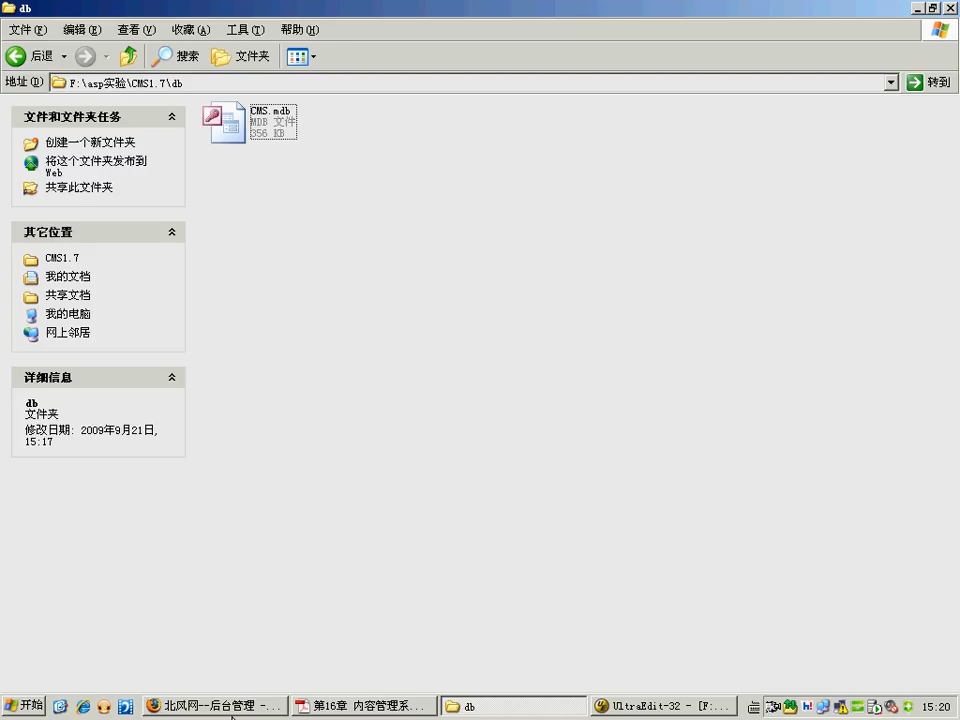 db
文件(F) 编辑(E) 查看(V) 收藏(A) 工具(T) 帮助(H)
后退 搜索 文件夹
地址(D) F:\asp实验\CMS1.7\db 转到
文件和文件夹任务
创建一个新文件夹
将这个文件夹发布到
Web
共享此文件夹
其它位置
CMS1.7
我的文档
共享文档
我的电脑
网上邻居
详细信息
db
文件夹
修改日期: 2009年9月21日,
15:17
CMS.mdb
MDB 文件
356 KB
开始 北风网--后台管理 -... 第16章 内容管理系... db UltraEdit-32 - [F:... 15:20